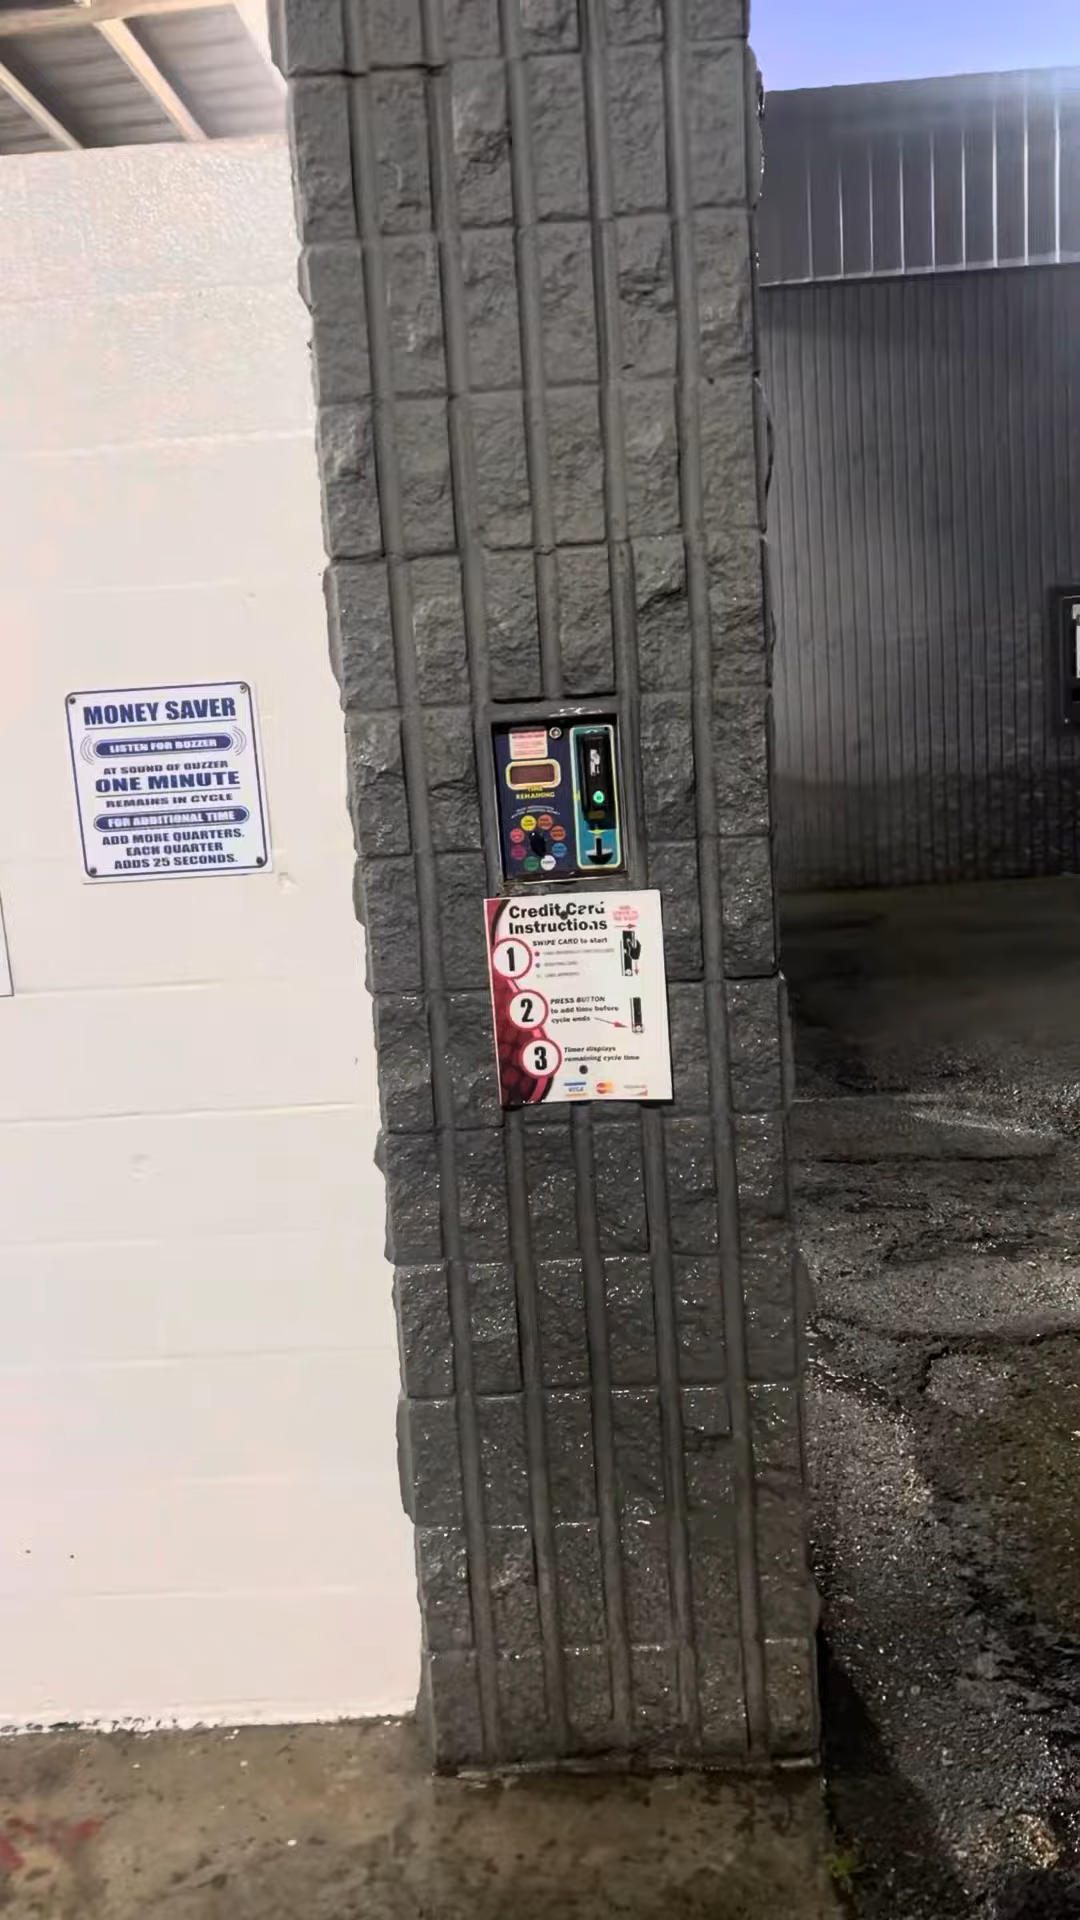 MONEY SAVER
LISTEN FOR BUZZER
AT SOUND OF BUZZER
ONE MINUTE
REMAINS IN CYCLE
FOR ADDITIONAL TIME
ADD MORE QUARTERS.
EACH QUARTER
ADDS 25 SECONDS.
TIME
REMAINING
Credit Card
Instructions
1
SWIPE CARD to start
2
PRESS BUTTON
to add time before
cycle ends
3
Timer displays
remaining cycle time
VISA